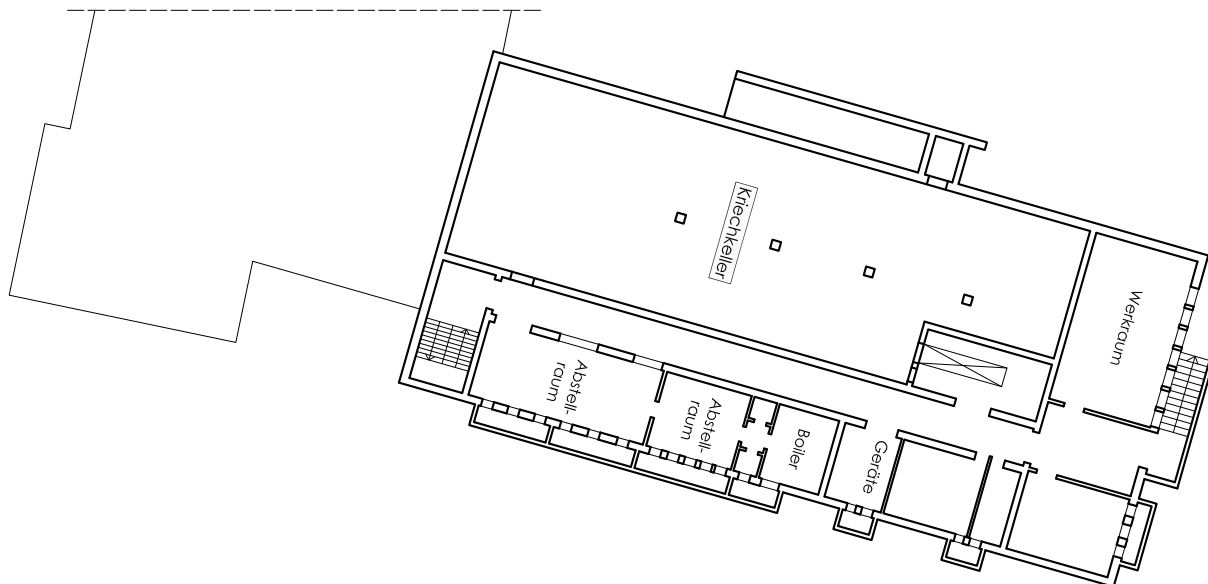 Kriechkeller
Werkraum
Abstell-
raum
Abstell-
raum
Boiler
Geräte